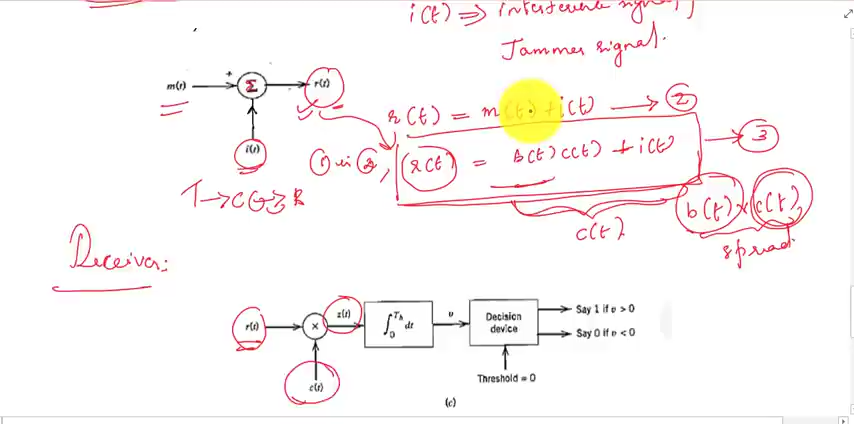 i(t) ⇒ interference signal /
Jammer signal.
m(t) + Σ r(t)
i(t)
r(t) = m(t) + i(t) → 2
1 in 2, r(t) = b(t) c(t) + i(t) → 3
c(t)
b(t) × c(t),
spread
T → C → R
Receiver:
r(t) × z(t) ∫₀^{T_b} dt v Decision device
Say 1 if v > 0
Say 0 if v < 0
c(t)
Threshold = 0
(c)